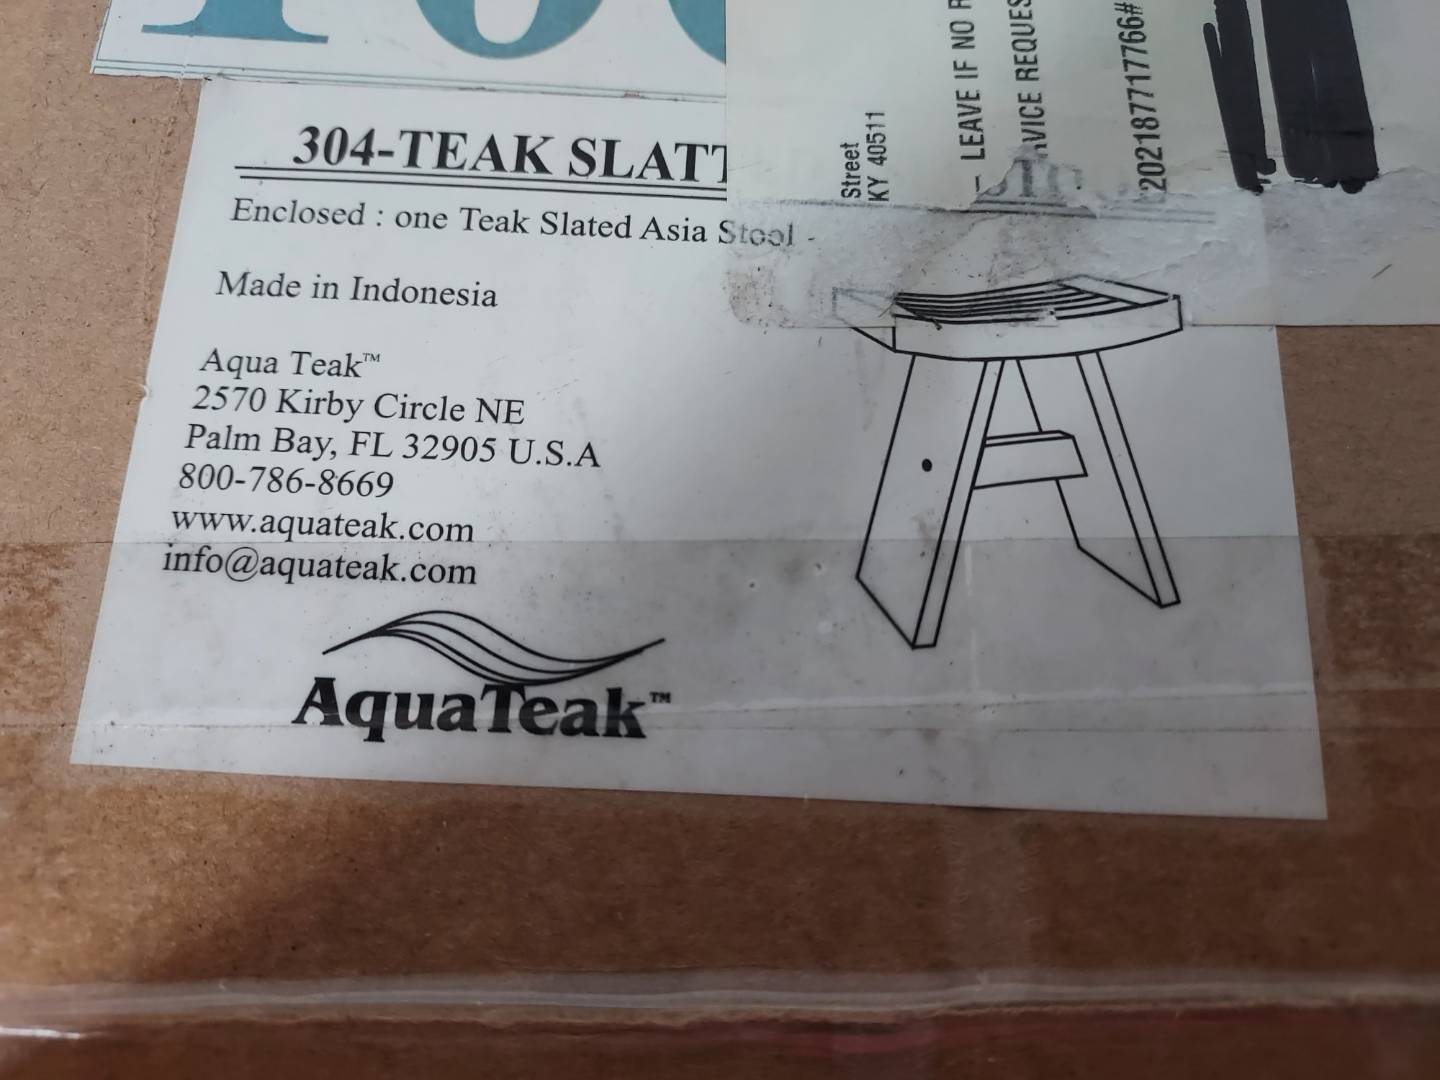 304-TEAK SLATT
Enclosed : one Teak Slated Asia Stool -
Made in Indonesia
Aqua Teak™
2570 Kirby Circle NE
Palm Bay, FL 32905 U.S.A
800-786-8669
www.aquateak.com
info@aquateak.com
AquaTeak™
Street
KY 40511
- LEAVE IF NO R
VICE REQUES
2021877177766#